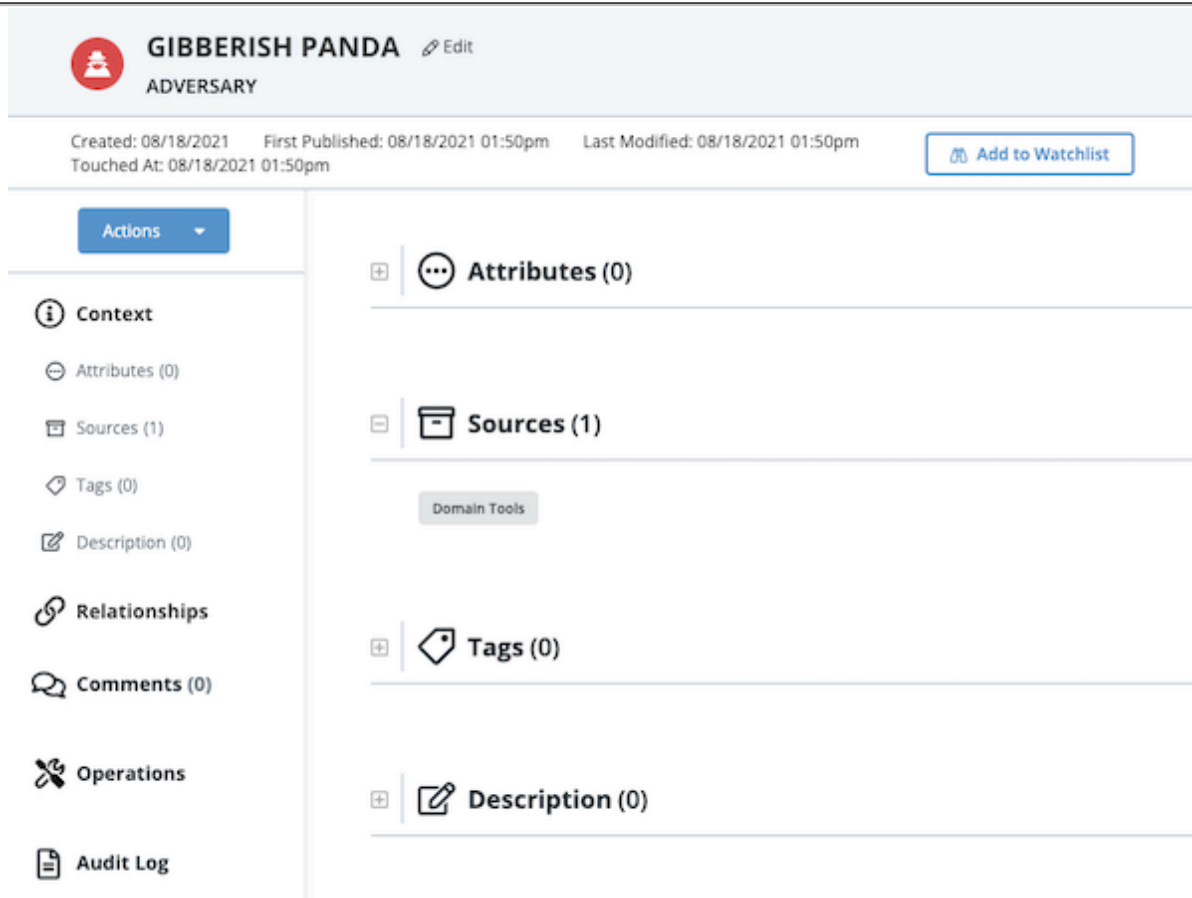 GIBBERISH PANDA Edit
ADVERSARY
Created: 08/18/2021 First Published: 08/18/2021 01:50pm Last Modified: 08/18/2021 01:50pm
Touched At: 08/18/2021 01:50pm
Add to Watchlist
Actions
Context
Attributes (0)
Sources (1)
Tags (0)
Description (0)
Relationships
Comments (0)
Operations
Audit Log
Attributes (0)
Sources (1)
Domain Tools
Tags (0)
Description (0)